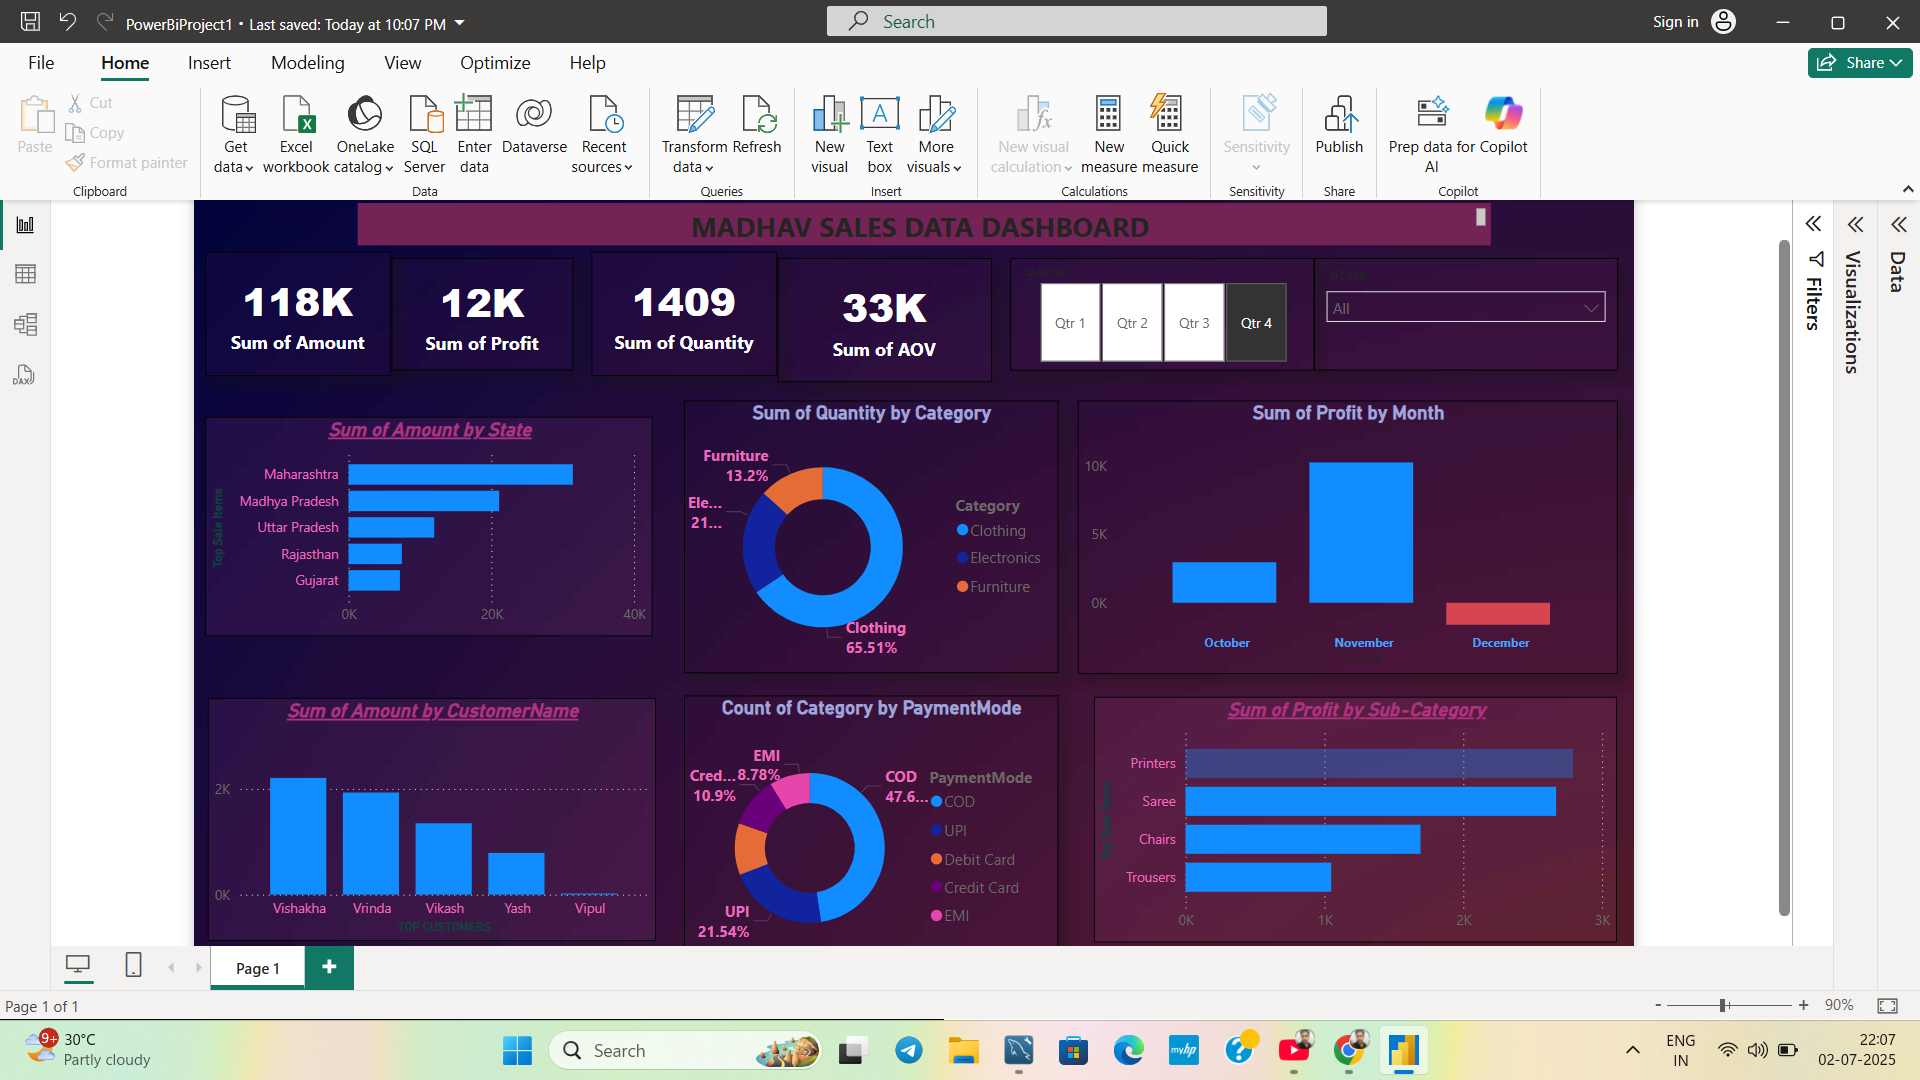 PowerBiProject1 • Last saved: Today at 10:07 PM
Search
Sign in
File
Home
Insert
Modeling
View
Optimize
Help
Share
Paste
Cut
Copy
Format painter
Clipboard
Get data
Excel workbook
OneLake catalog
SQL Server
Enter data
Dataverse
Recent sources
Data
Transform data
Refresh
Queries
New visual
Text box
More visuals
Insert
New visual calculation
New measure
Quick measure
Calculations
Sensitivity
Sensitivity
Publish
Share
Prep data for AI
Copilot
Copilot
MADHAV SALES DATA DASHBOARD
118K
Sum of Amount
12K
Sum of Profit
1409
Sum of Quantity
33K
Sum of AOV
Quarter
Qtr 1
Qtr 2
Qtr 3
Qtr 4
State
All
Filters
Visualizations
Data
Sum of Amount by State
Top Sale Items
Maharashtra
Madhya Pradesh
Uttar Pradesh
Rajasthan
Gujarat
0K
20K
40K
Sum of Quantity by Category
Furniture
13.2%
Ele...
21...
Clothing
65.51%
Category
Clothing
Electronics
Furniture
Sum of Profit by Month
10K
5K
0K
October
November
December
Sum of Amount by CustomerName
2K
0K
Vishakha
Vrinda
Vikash
Yash
Vipul
TOP CUSTOMERS
Count of Category by PaymentMode
EMI
8.78%
Cred...
10.9%
COD
47.6...
UPI
21.54%
PaymentMode
COD
UPI
Debit Card
Credit Card
EMI
Sum of Profit by Sub-Category
Printers
Saree
Chairs
Trousers
0K
1K
2K
3K
Page 1
Page 1 of 1
- + 90%
9+
30°C
Partly cloudy
Search
myhp
ENG
IN
22:07
02-07-2025